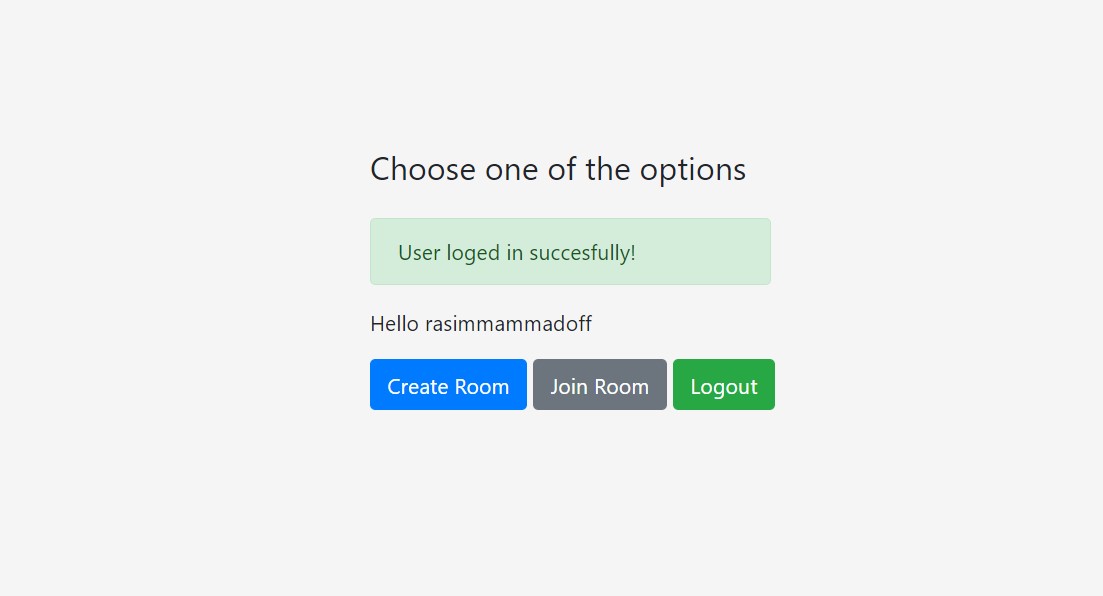 Choose one of the options
User loged in succesfully!
Hello rasimmammadoff
Create Room Join Room Logout